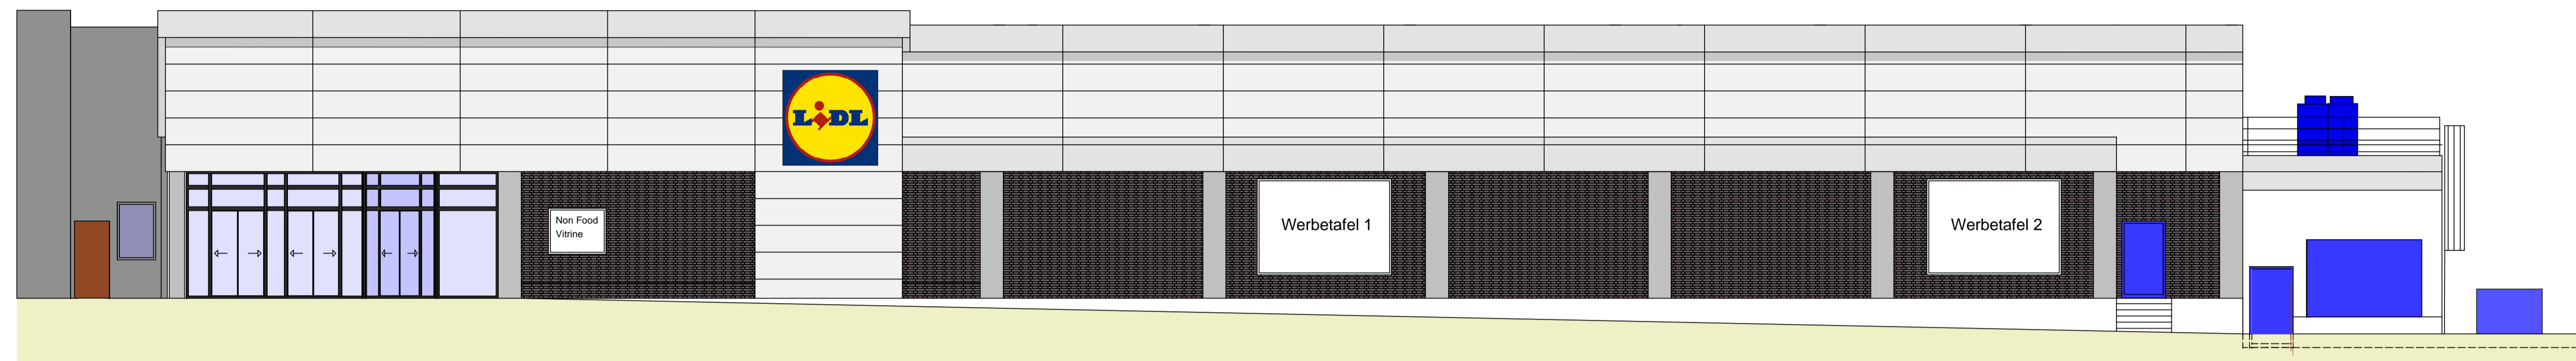 LiDL
Non Food
Vitrine
Werbetafel 1
Werbetafel 2